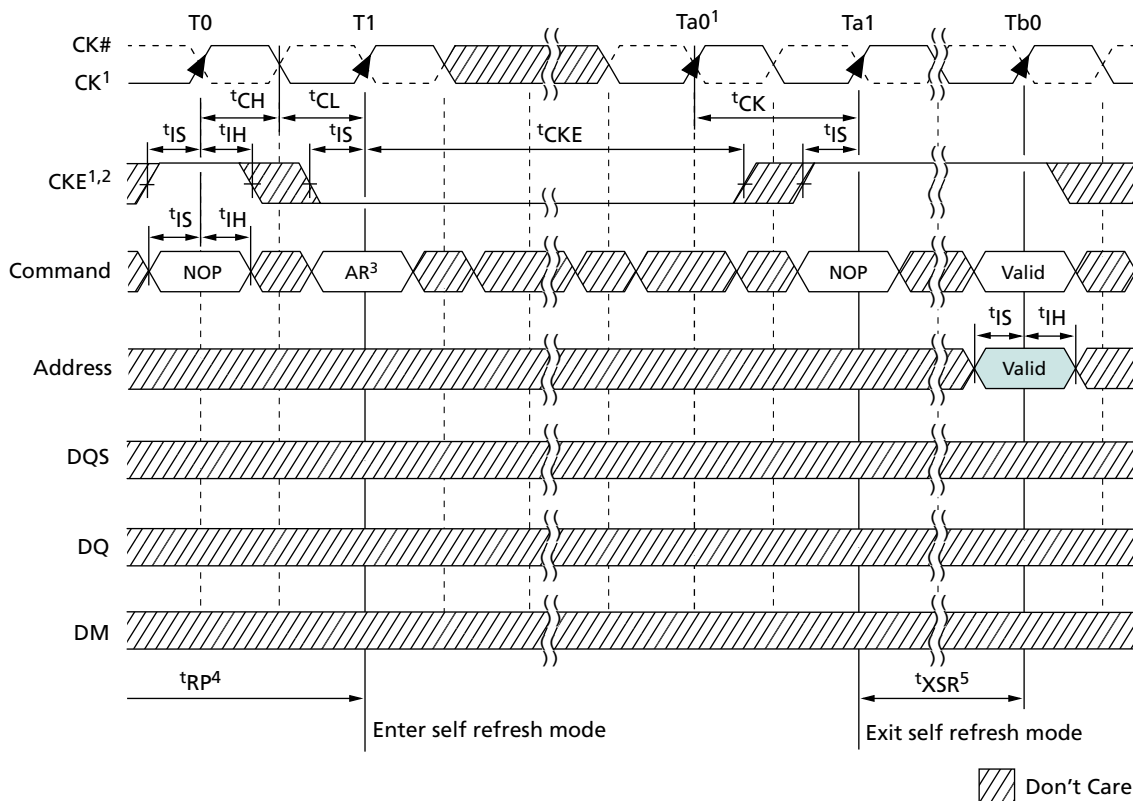 T0 T1 Ta0¹ Ta1 Tb0
CK#
CK¹
ᵗCH ᵗCL ᵗCK
ᵗIS ᵗIH ᵗIS ᵗCKE ᵗIS
CKE¹,²
ᵗIS ᵗIH
Command NOP AR³ NOP Valid
ᵗIS ᵗIH
Address Valid
DQS
DQ
DM
ᵗRP⁴ ᵗXSR⁵
Enter self refresh mode Exit self refresh mode
Don't Care